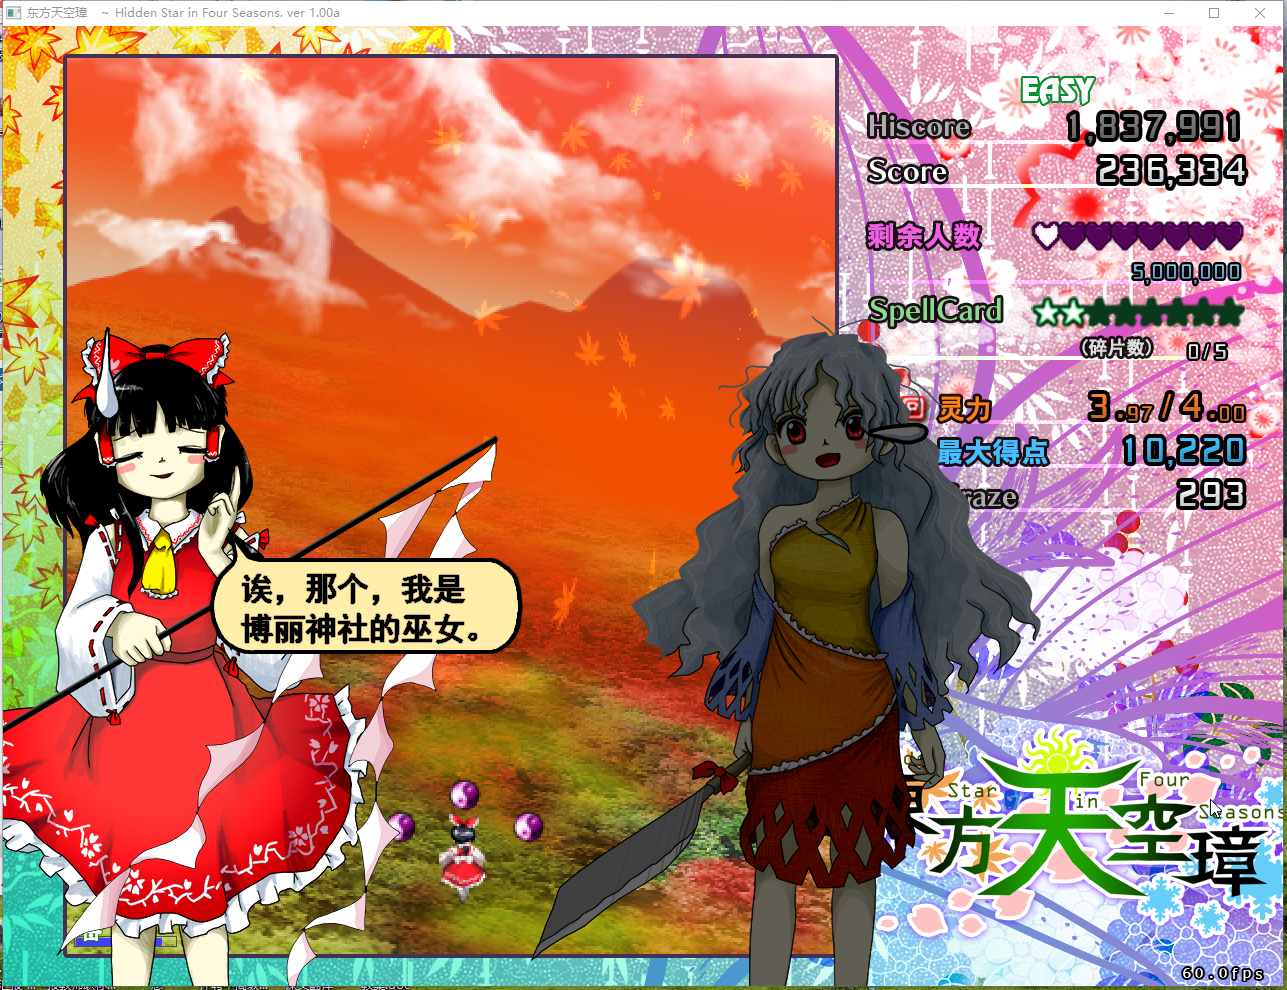 东方天空璋 ~ Hidden Star in Four Seasons. ver 1.00a
EASY
Hiscore 1,837,991
Score 236,334
剩余人数
5,000,000
SpellCard
(碎片数) 0/5
灵力 3.97/4.00
最大得点 10,220
raze 293
诶，那个，我是
博丽神社的巫女。
Star in Four Seasons
東方天空璋
60.0fps